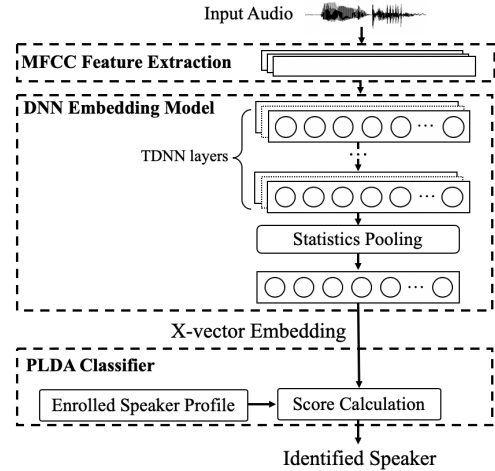 Input Audio
MFCC Feature Extraction
DNN Embedding Model
···
TDNN layers
···
···
Statistics Pooling
···
X-vector Embedding
PLDA Classifier
Enrolled Speaker Profile
Score Calculation
Identified Speaker